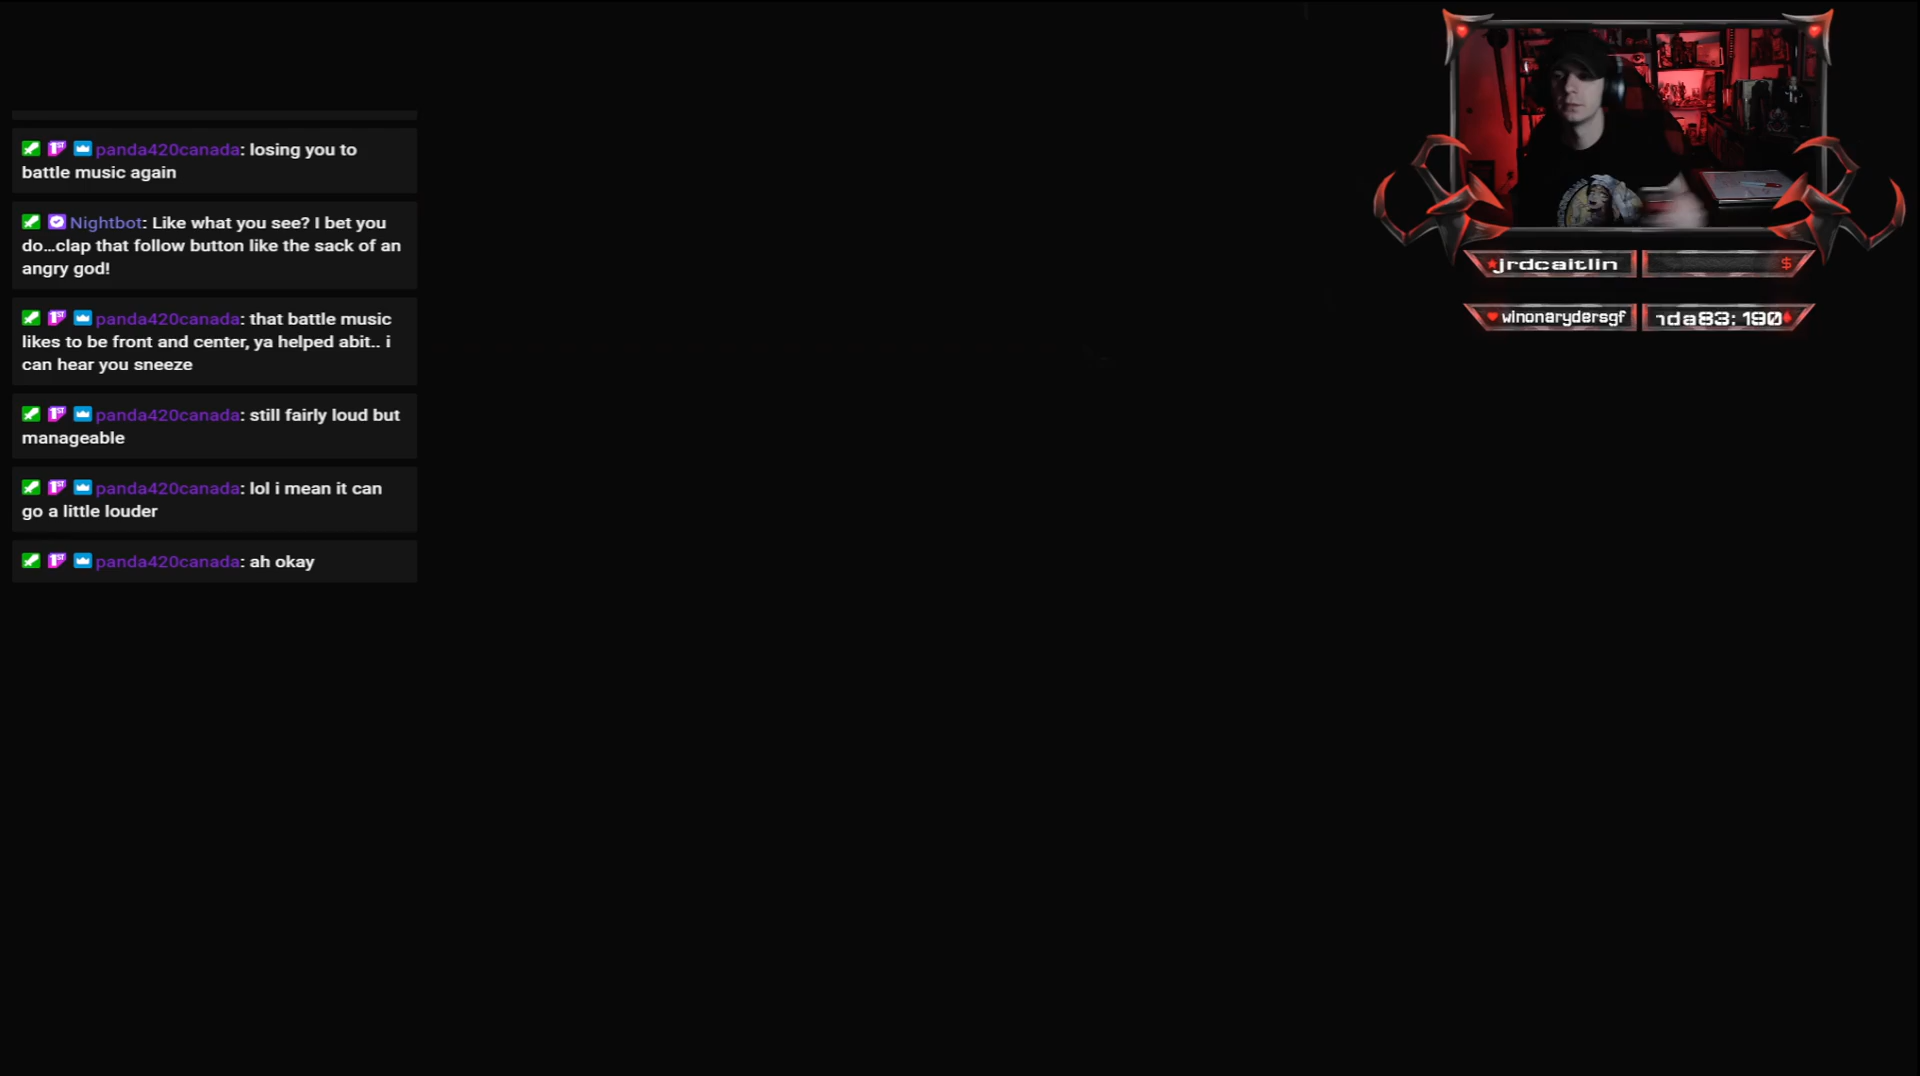 panda420canada: losing you to
battle music again
Nightbot: Like what you see? I bet you
do...clap that follow button like the sack of an
angry god!
panda420canada: that battle music
likes to be front and center, ya helped abit.. i
can hear you sneeze
panda420canada: still fairly loud but
manageable
panda420canada: lol i mean it can
go a little louder
panda420canada: ah okay
jrdcaitlin
$
winonarydersgf
da83: 190